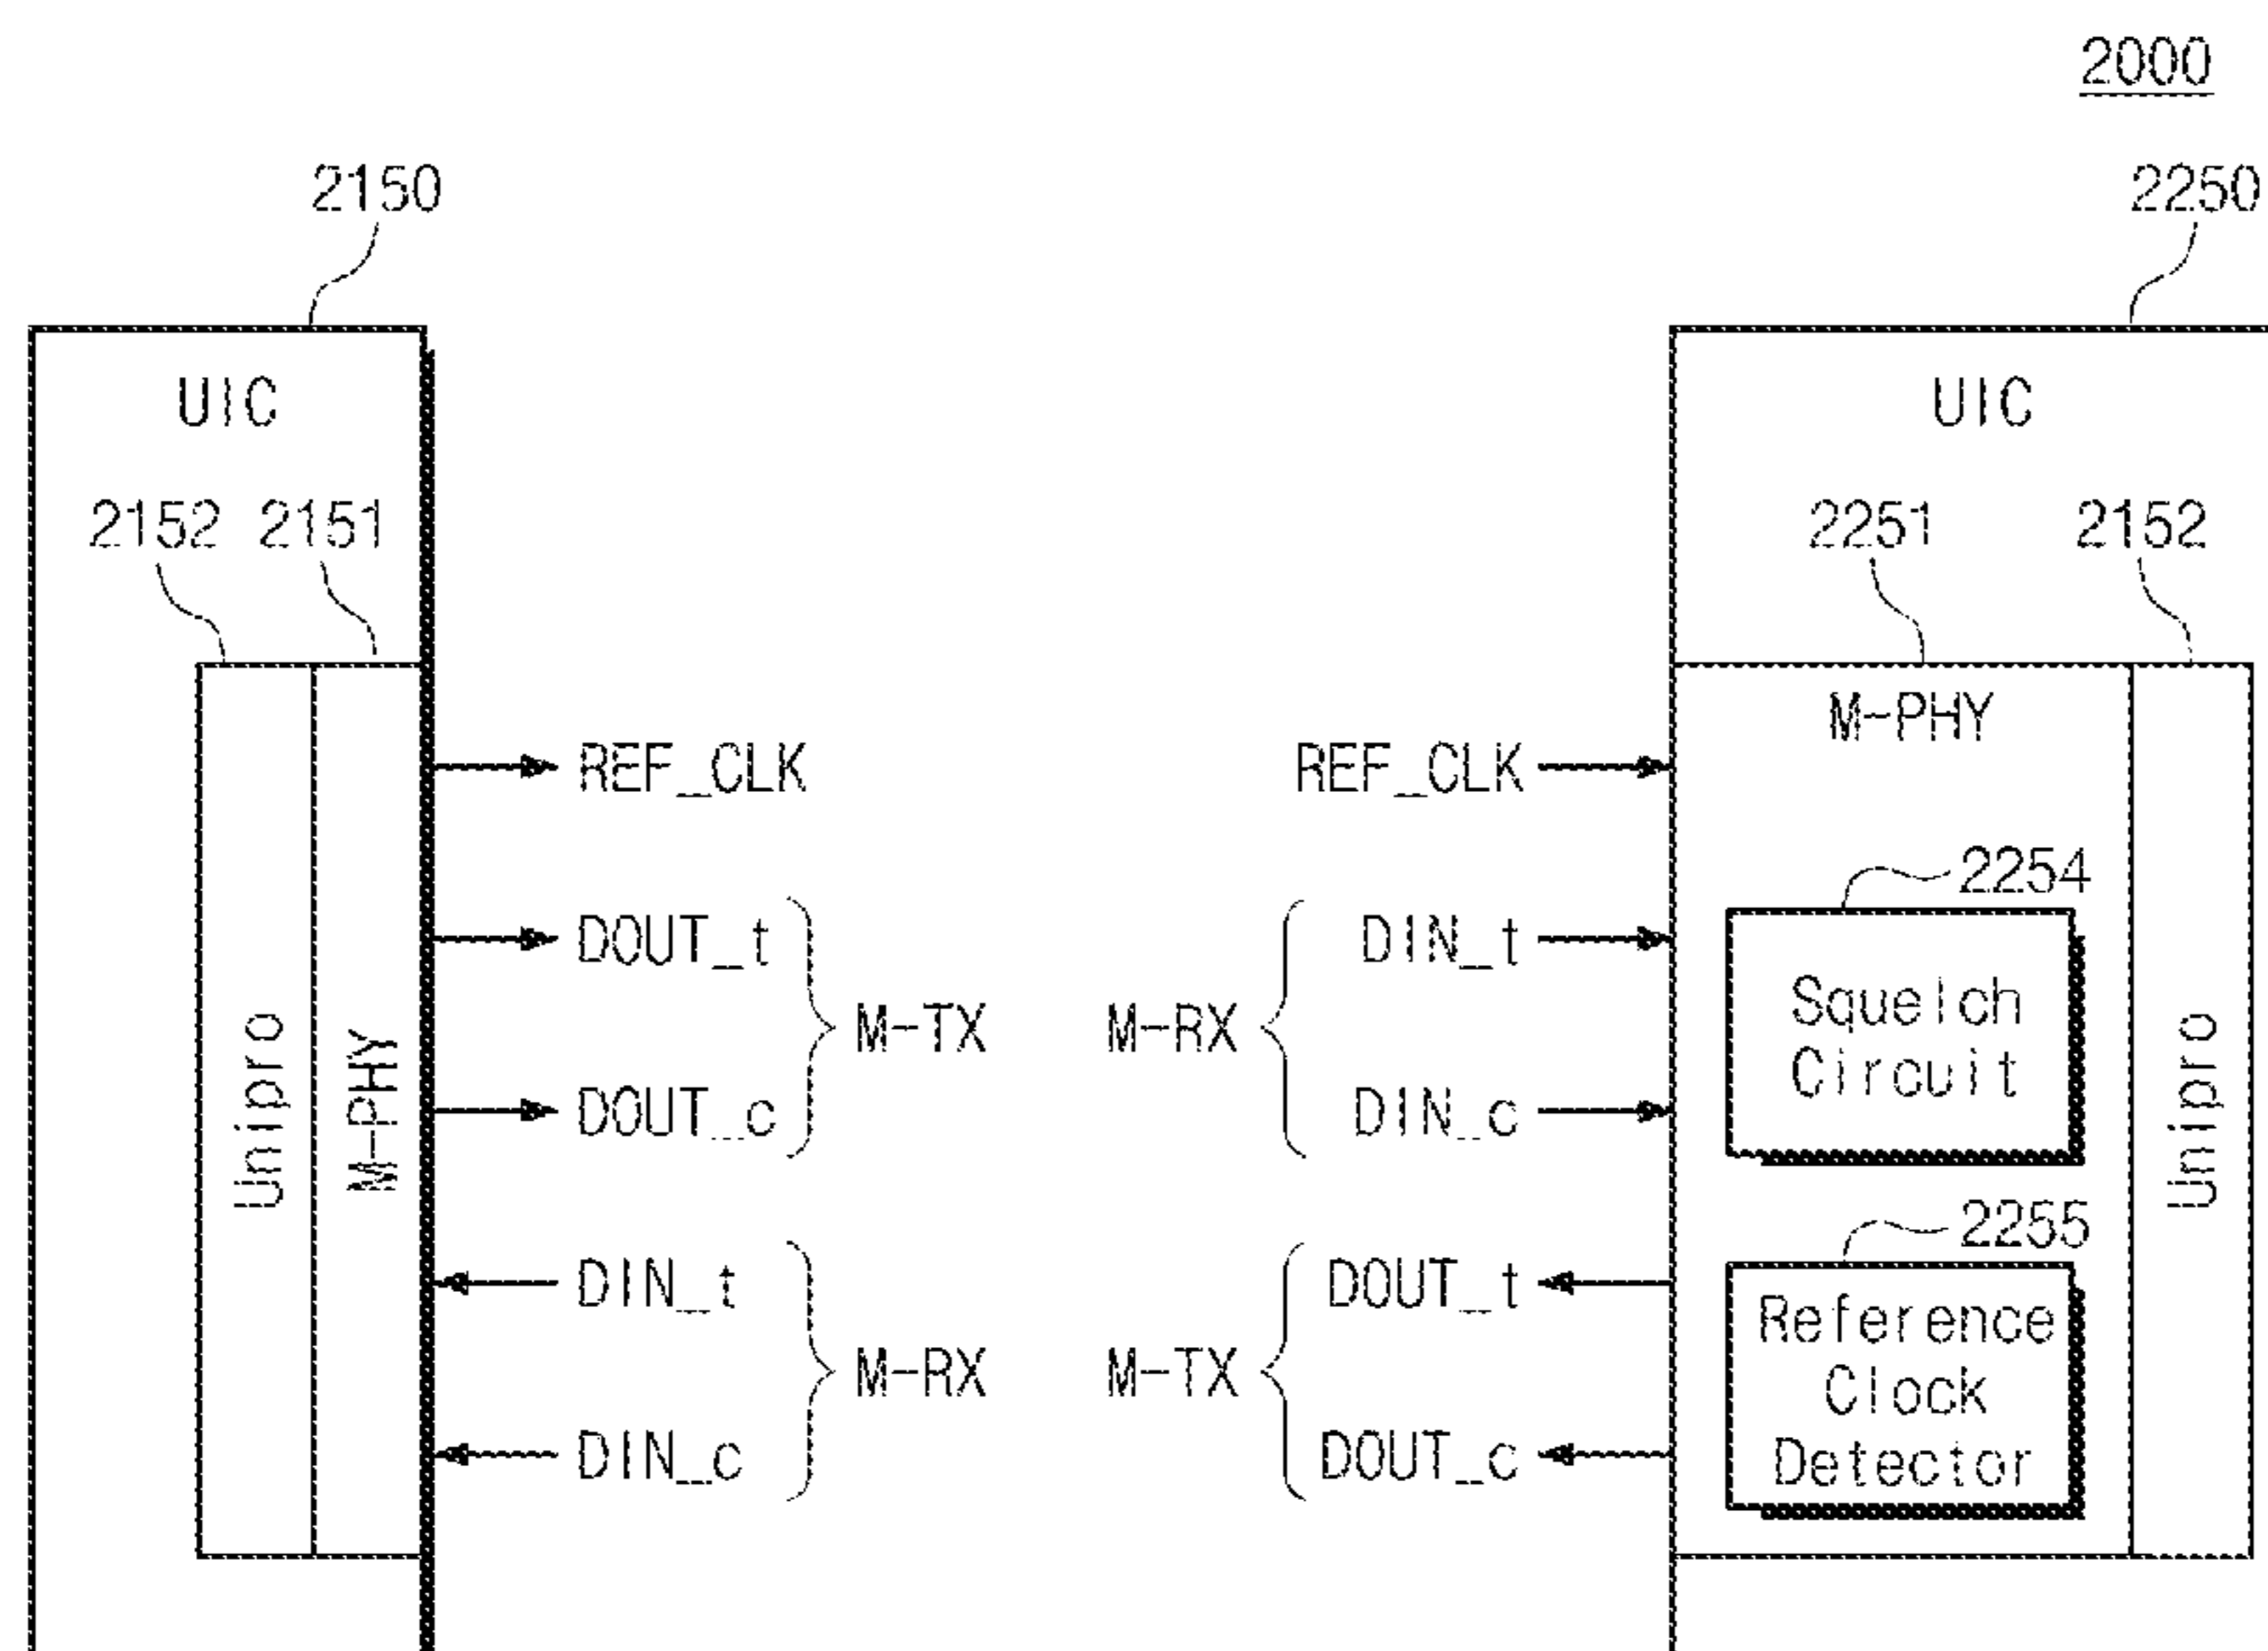 2000
2150
2250
UIC
UIC
2152 2151
2251
2152
M-PHY
REF_CLK
REF_CLK
2254
DOUT_t
DIN_t
M-TX
M-RX
Squelch
Circuit
DOUT_c
DIN_c
Unipro
M-PHY
Unipro
2255
DIN_t
DOUT_t
M-RX
M-TX
Reference
Clock
Detector
DIN_c
DOUT_c